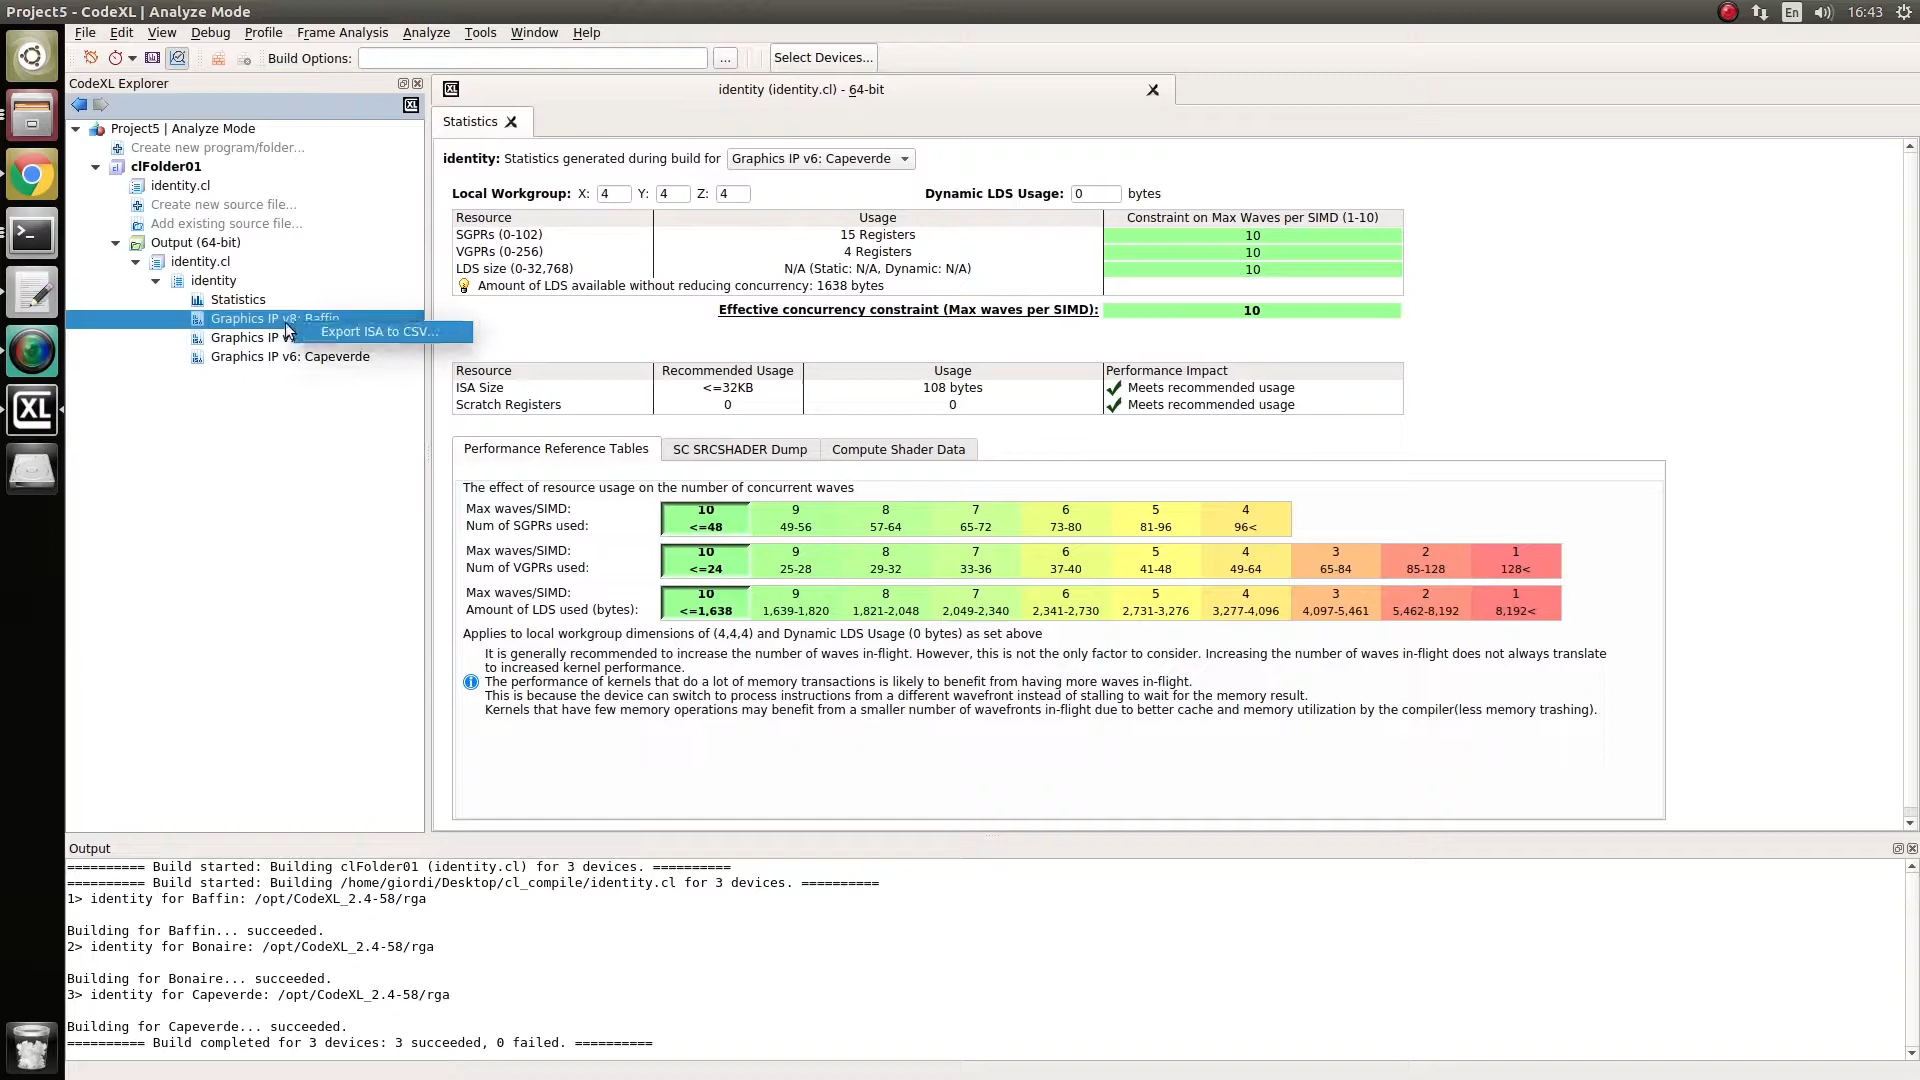 Project5 - CodeXL | Analyze Mode
En
16:43
File Edit View Debug Profile Frame Analysis Analyze Tools Window Help
Build Options:
...
Select Devices...
CodeXL Explorer
XL
Project5 | Analyze Mode
Create new program/folder...
clFolder01
identity.cl
Create new source file...
Add existing source file...
Output (64-bit)
identity.cl
identity
Statistics
Graphics IP v8: Baffin
Export ISA to CSV...
Graphics IP
Graphics IP v6: Capeverde
XL
XL
identity (identity.cl) - 64-bit
Statistics
identity: Statistics generated during build for Graphics IP v6: Capeverde
Local Workgroup: X: 4 Y: 4 Z: 4 Dynamic LDS Usage: 0 bytes
Resource Usage Constraint on Max Waves per SIMD (1-10)
SGPRs (0-102) 15 Registers 10
VGPRs (0-256) 4 Registers 10
LDS size (0-32,768) N/A (Static: N/A, Dynamic: N/A) 10
Amount of LDS available without reducing concurrency: 1638 bytes
Effective concurrency constraint (Max waves per SIMD): 10
Resource Recommended Usage Usage Performance Impact
ISA Size <=32KB 108 bytes Meets recommended usage
Scratch Registers 0 0 Meets recommended usage
Performance Reference Tables SC SRCSHADER Dump Compute Shader Data
The effect of resource usage on the number of concurrent waves
Max waves/SIMD: 10 9 8 7 6 5 4
Num of SGPRs used: <=48 49-56 57-64 65-72 73-80 81-96 96<
Max waves/SIMD: 10 9 8 7 6 5 4 3 2 1
Num of VGPRs used: <=24 25-28 29-32 33-36 37-40 41-48 49-64 65-84 85-128 128<
Max waves/SIMD: 10 9 8 7 6 5 4 3 2 1
Amount of LDS used (bytes): <=1,638 1,639-1,820 1,821-2,048 2,049-2,340 2,341-2,730 2,731-3,276 3,277-4,096 4,097-5,461 5,462-8,192 8,192<
Applies to local workgroup dimensions of (4,4,4) and Dynamic LDS Usage (0 bytes) as set above
It is generally recommended to increase the number of waves in-flight. However, this is not the only factor to consider. Increasing the number of waves in-flight does not always translate
to increased kernel performance.
The performance of kernels that do a lot of memory transactions is likely to benefit from having more waves in-flight.
This is because the device can switch to process instructions from a different wavefront instead of stalling to wait for the memory result.
Kernels that have few memory operations may benefit from a smaller number of wavefronts in-flight due to better cache and memory utilization by the compiler(less memory trashing).
Output
========== Build started: Building clFolder01 (identity.cl) for 3 devices. ==========
========== Build started: Building /home/giordi/Desktop/cl_compile/identity.cl for 3 devices. ==========
1> identity for Baffin: /opt/CodeXL_2.4-58/rga
Building for Baffin... succeeded.
2> identity for Bonaire: /opt/CodeXL_2.4-58/rga
Building for Bonaire... succeeded.
3> identity for Capeverde: /opt/CodeXL_2.4-58/rga
Building for Capeverde... succeeded.
========== Build completed for 3 devices: 3 succeeded, 0 failed. ==========